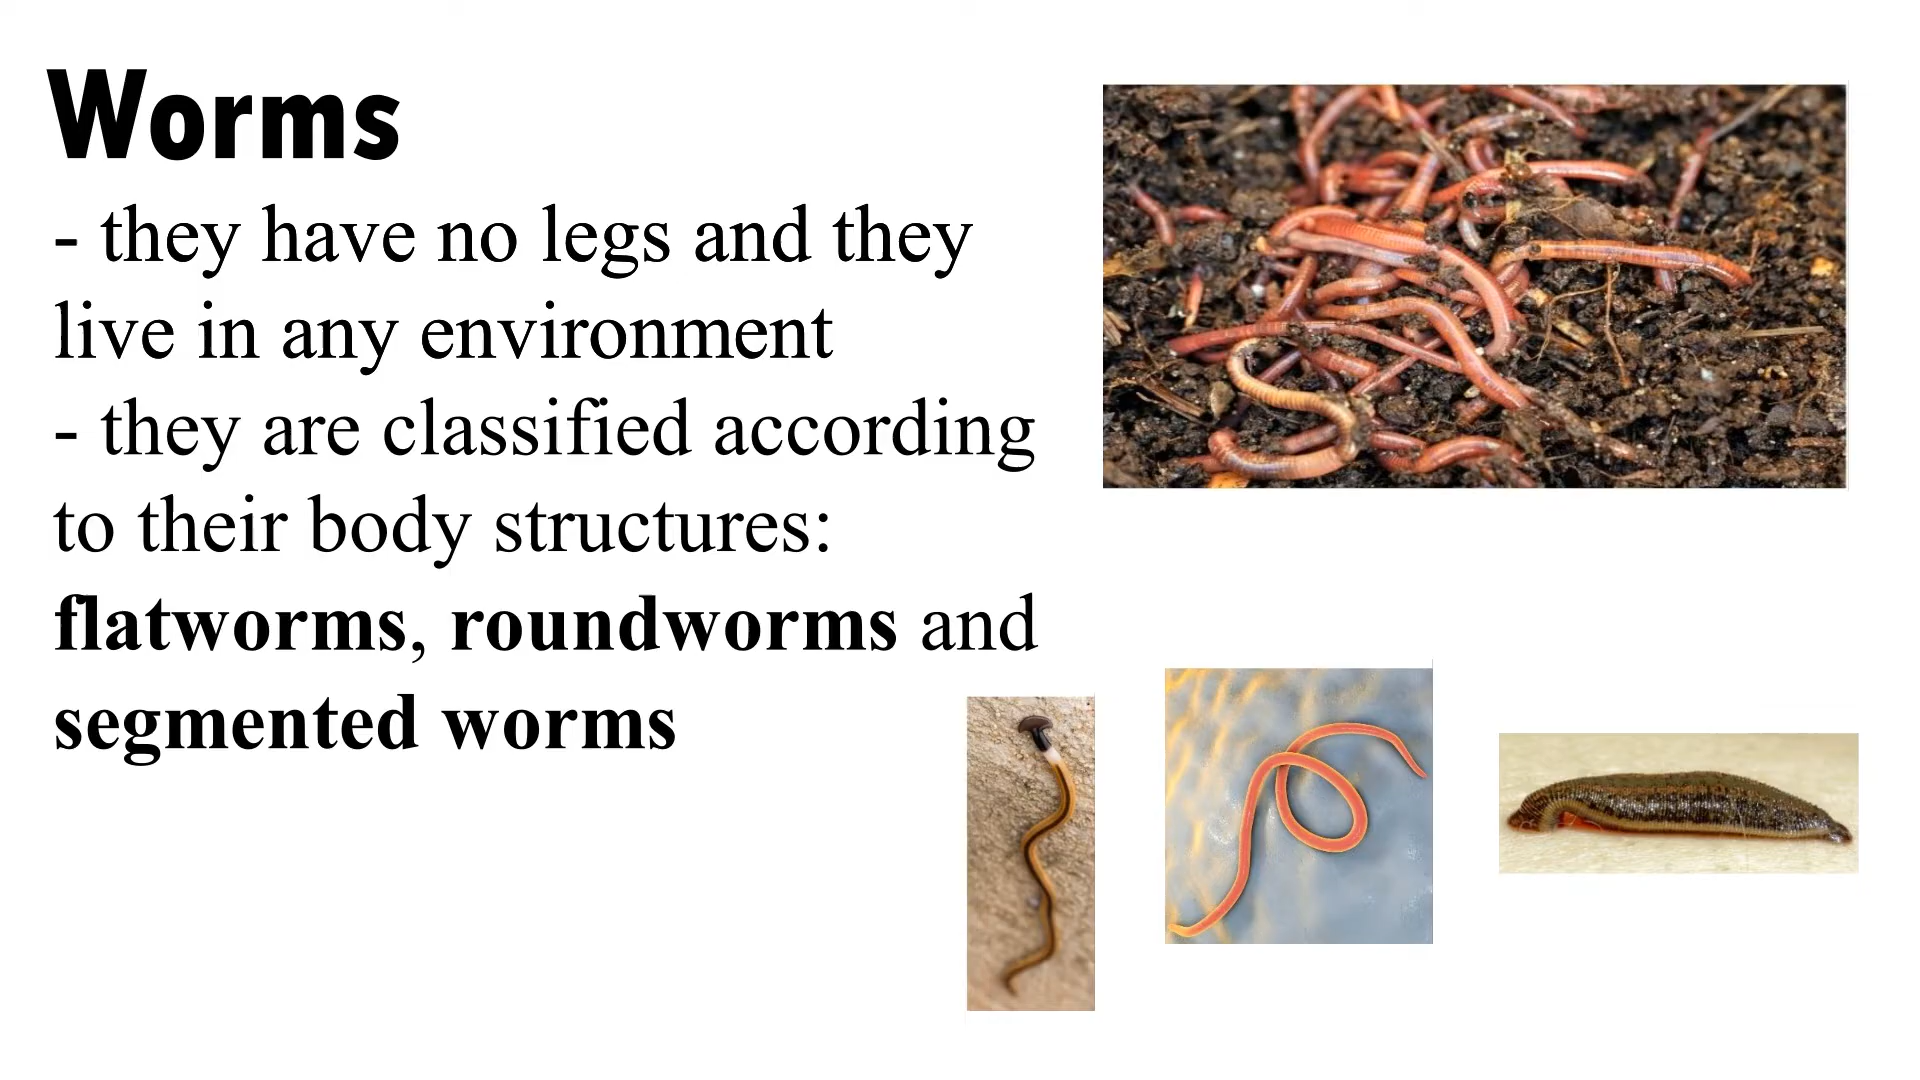 Worms
- they have no legs and they
live in any environment
- they are classified according
to their body structures:
flatworms, roundworms and
segmented worms